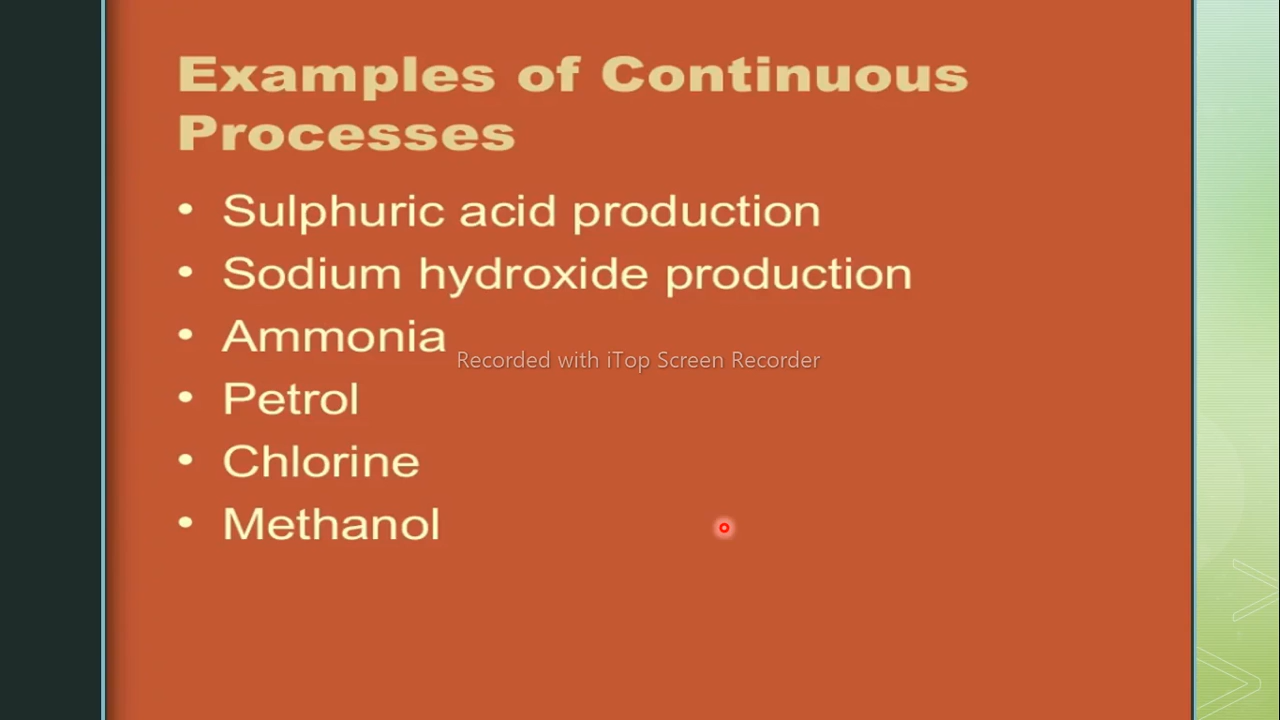 Examples of Continuous
Processes
• Sulphuric acid production
• Sodium hydroxide production
• Ammonia
Recorded with iTop Screen Recorder
• Petrol
• Chlorine
• Methanol